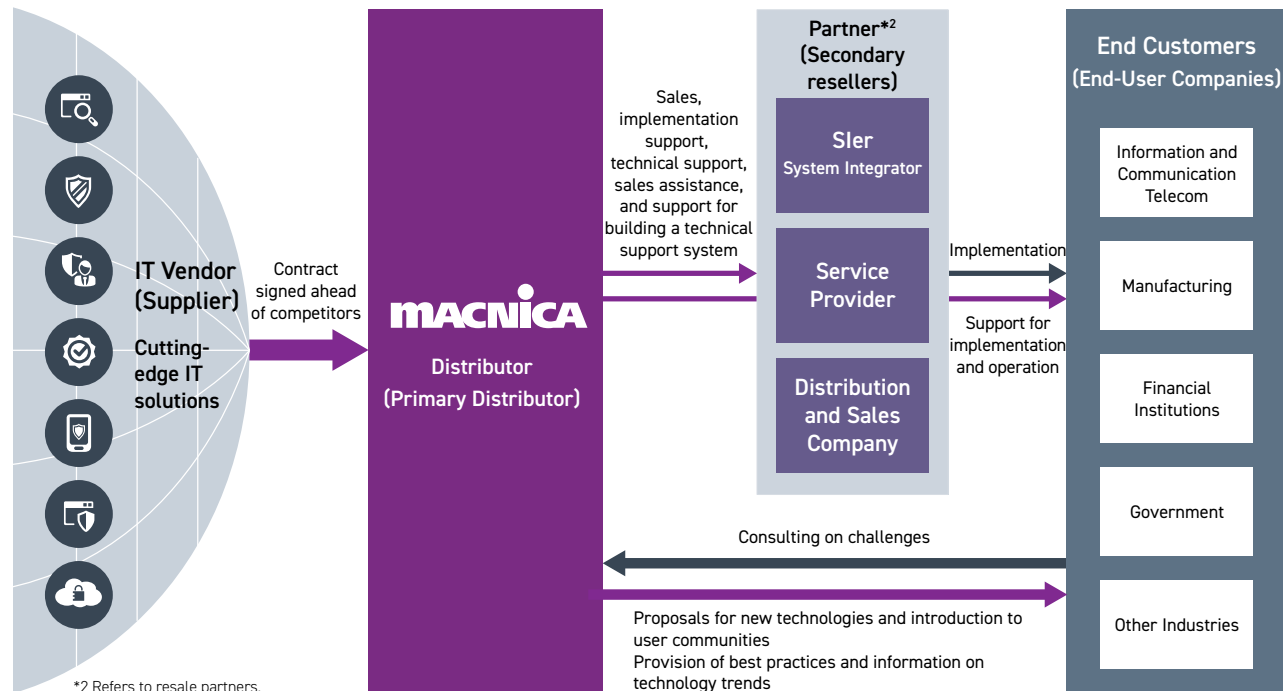 IT Vendor
(Supplier)
Cutting-
edge IT
solutions
*2 Refers to resale partners.
Contract
signed ahead
of competitors
MACNICA
Distributor
(Primary Distributor)
Sales,
implementation
support,
technical support,
sales assistance,
and support for
building a technical
support system
Partner*2
(Secondary
resellers)
SIer
System Integrator
Service
Provider
Distribution
and Sales
Company
Implementation
Support for
implementation
and operation
Consulting on challenges
Proposals for new technologies and introduction to
user communities
Provision of best practices and information on
technology trends
End Customers
(End-User Companies)
Information and
Communication
Telecom
Manufacturing
Financial
Institutions
Government
Other Industries